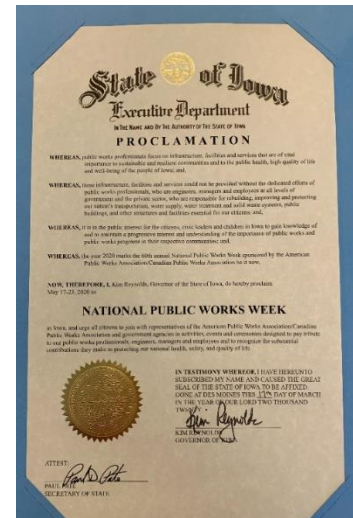 State of Iowa
Executive Department
IN THE NAME AND BY THE AUTHORITY OF THE STATE OF IOWA
PROCLAMATION
WHEREAS, public works professionals focus on infrastructure, facilities and services that are of vital
importance to sustainable and resilient communities and to the public health, high quality of life
and well-being of the people of Iowa; and,
WHEREAS, these infrastructure, facilities and services could not be provided without the dedicated efforts of
public works professionals, who are engineers, managers and employees at all levels of
government and the private sector, who are responsible for rebuilding, improving and protecting
our nation's transportation, water supply, water treatment and solid waste systems, public
buildings, and other structures and facilities essential for our citizens; and,
WHEREAS, it is in the public interest for the citizens, civic leaders and children in Iowa to gain knowledge of
and to maintain a progressive interest and understanding of the importance of public works and
public works programs in their respective communities; and,
WHEREAS, the year 2020 marks the 60th annual National Public Works Week sponsored by the American
Public Works Association/Canadian Public Works Association be it now,
NOW, THEREFORE, I, Kim Reynolds, Governor of the State of Iowa, do hereby proclaim
May 17-23, 2020 as
NATIONAL PUBLIC WORKS WEEK
in Iowa, and urge all citizens to join with representatives of the American Public Works Association/Canadian
Public Works Association and government agencies in activities, events and ceremonies designed to pay tribute
to our public works professionals, engineers, managers and employees and to recognize the substantial
contributions they make to protecting our national health, safety, and quality of life.
IN TESTIMONY WHEREOF, I HAVE HEREUNTO
SUBSCRIBED MY NAME AND CAUSED THE GREAT
SEAL OF THE STATE OF IOWA TO BE AFFIXED.
DONE AT DES MOINES THIS 17th DAY OF MARCH
IN THE YEAR OF OUR LORD TWO THOUSAND
TWENTY.
Kim Reynolds
KIM REYNOLDS
GOVERNOR OF IOWA
ATTEST:
Paul D. Pate
PAUL PATE
SECRETARY OF STATE